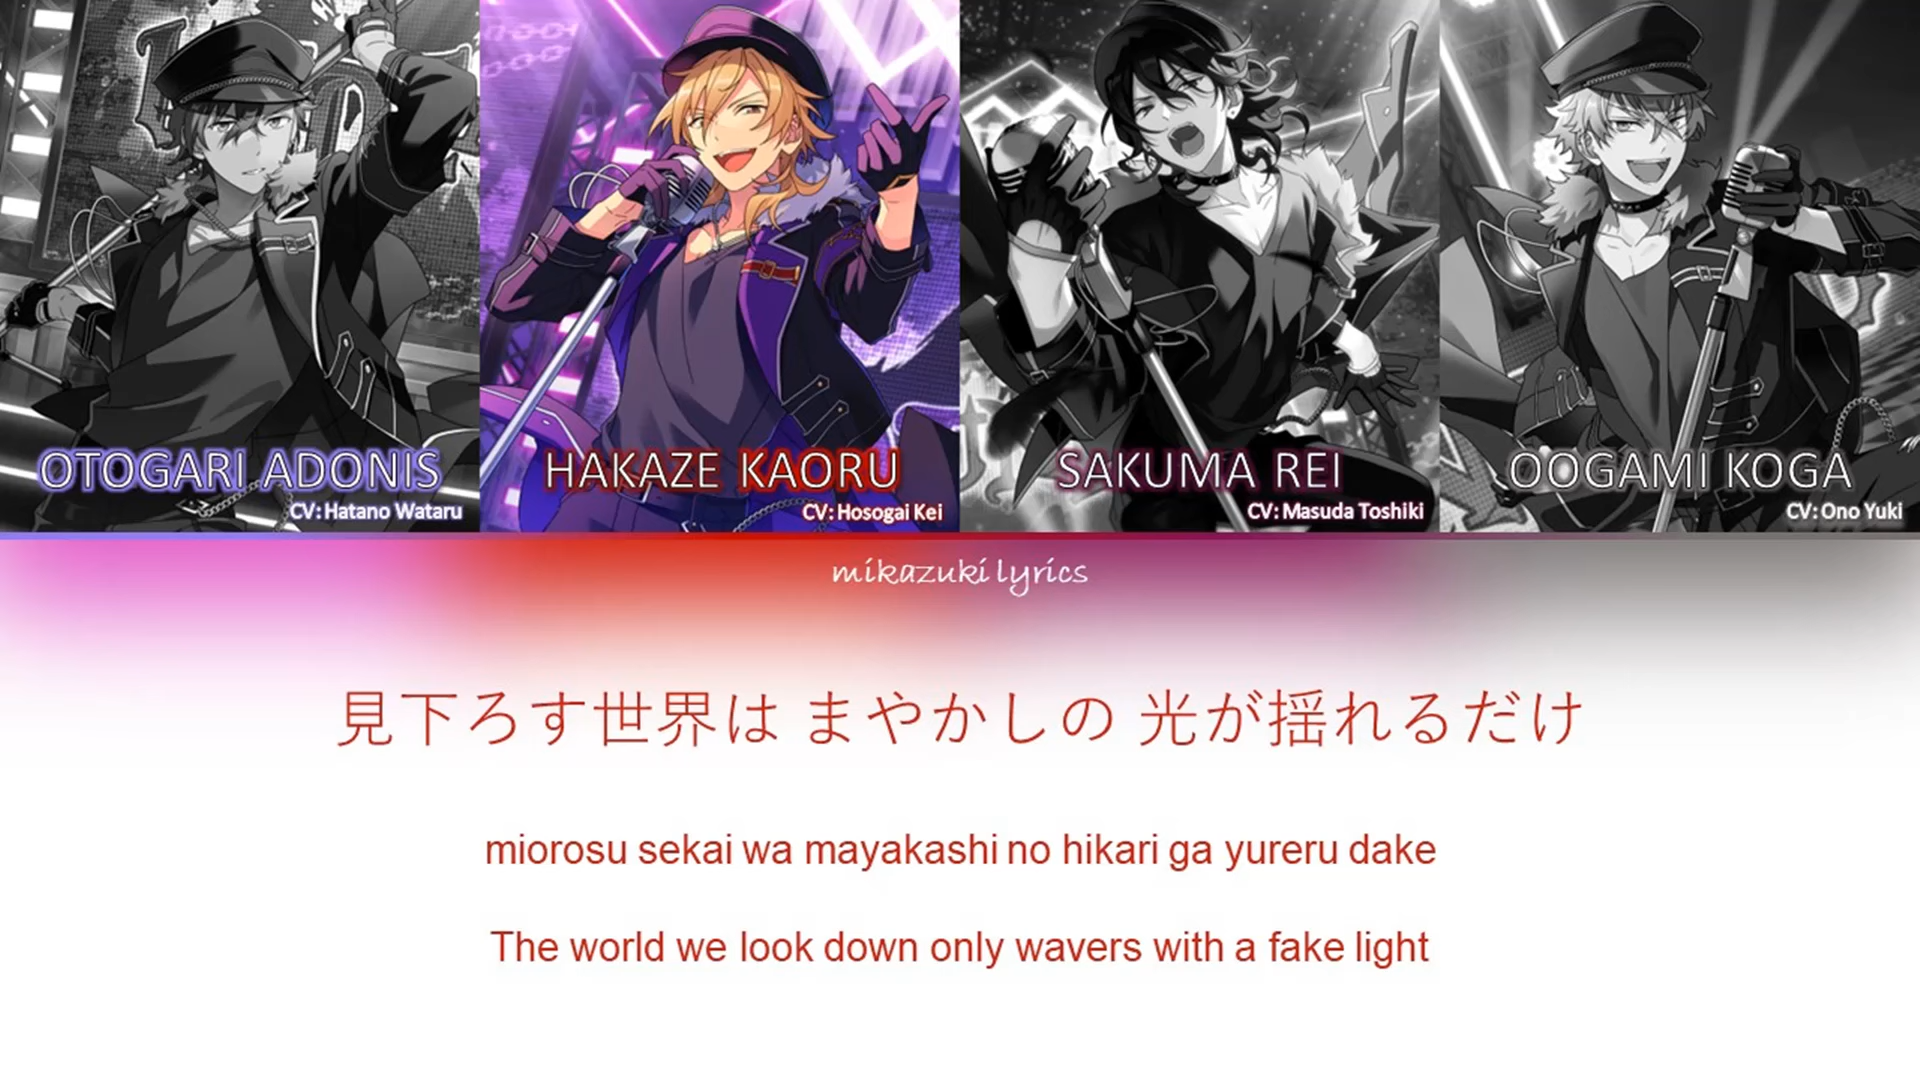 OTOGARI ADONIS
CV: Hatano Wataru
HAKAZE KAORU
CV: Hosogai Kei
SAKUMA REI
CV: Masuda Toshiki
OOGAMI KOGA
CV: Ono Yuki
mikazuki lyrics
見下ろす世界は まやかしの 光が揺れるだけ
miorosu sekai wa mayakashi no hikari ga yureru dake
The world we look down only wavers with a fake light